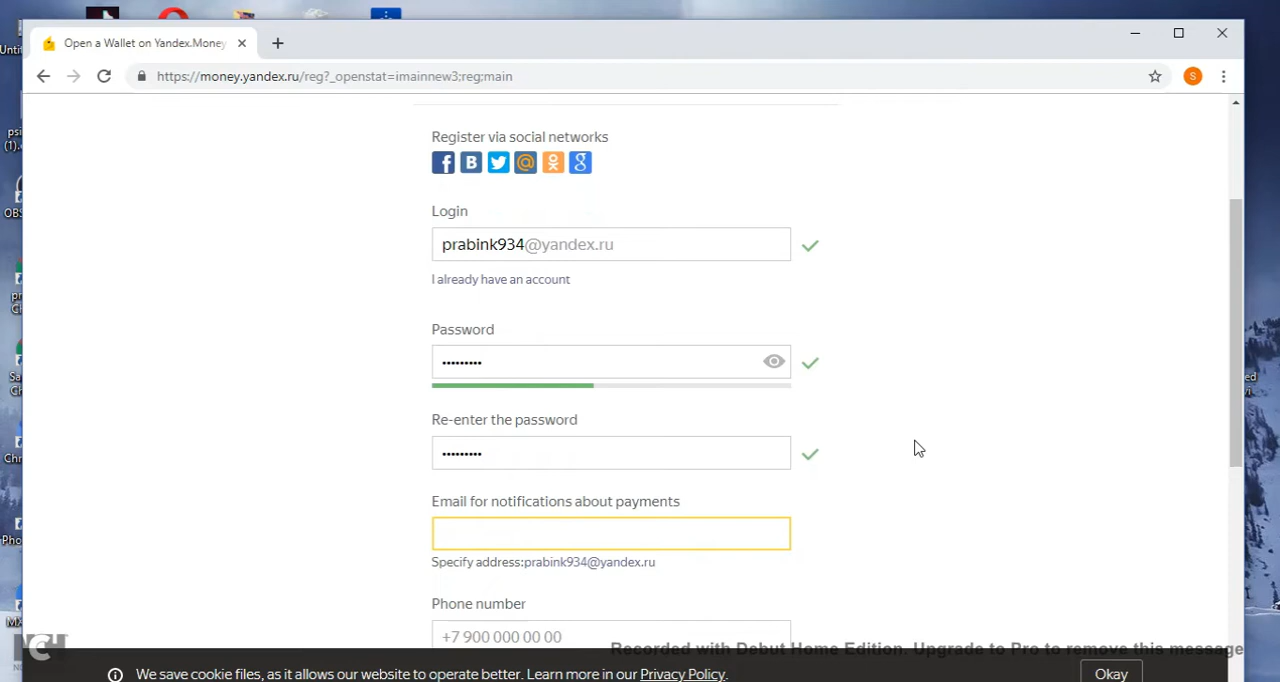 Open a Wallet on Yandex.Money
https://money.yandex.ru/reg?_openstat=imainnew3;reg;main
S
Register via social networks
Login
prabink934@yandex.ru
I already have an account
Password
•••••••••
Re-enter the password
•••••••••
Email for notifications about payments
Specify address:prabink934@yandex.ru
Phone number
+7 900 000 00 00
Recorded with Debut Home Edition. Upgrade to Pro to remove this message
We save cookie files, as it allows our website to operate better. Learn more in our Privacy Policy.
Okay